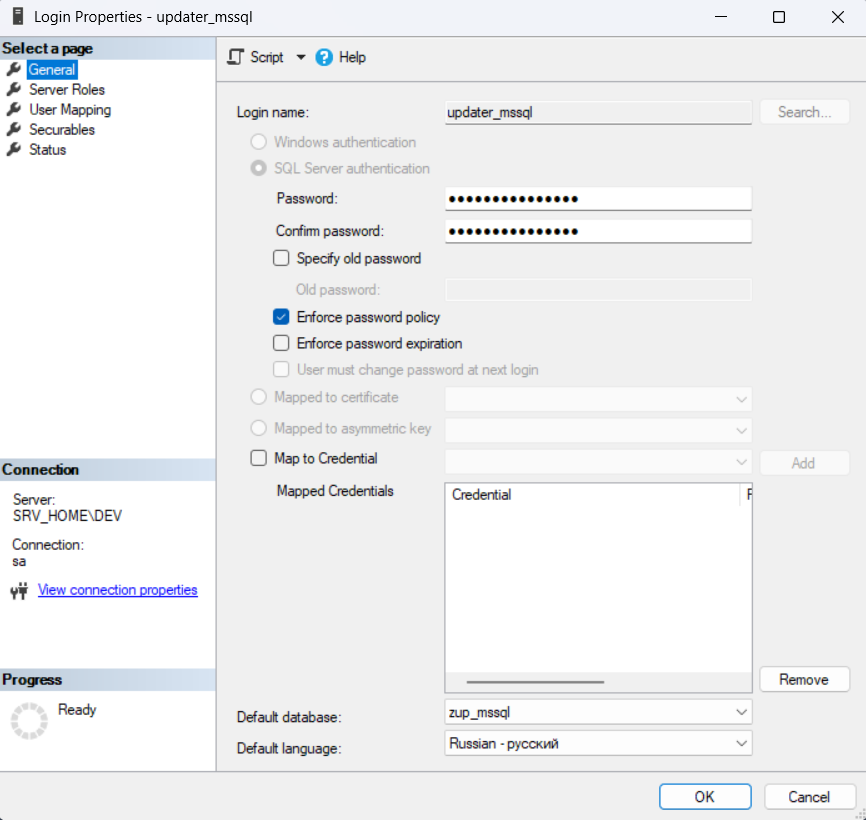 Login Properties - updater_mssql
Select a page
General
Server Roles
User Mapping
Securables
Status
Connection
Server:
SRV_HOME\DEV
Connection:
sa
View connection properties
Progress
Ready
Script
Help
Login name:
updater_mssql
Search...
Windows authentication
SQL Server authentication
Password:
●●●●●●●●●●●●●●●
Confirm password:
●●●●●●●●●●●●●●●
Specify old password
Old password:
Enforce password policy
Enforce password expiration
User must change password at next login
Mapped to certificate
Mapped to asymmetric key
Map to Credential
Add
Mapped Credentials
Credential
Remove
Default database:
zup_mssql
Default language:
Russian - русский
OK
Cancel